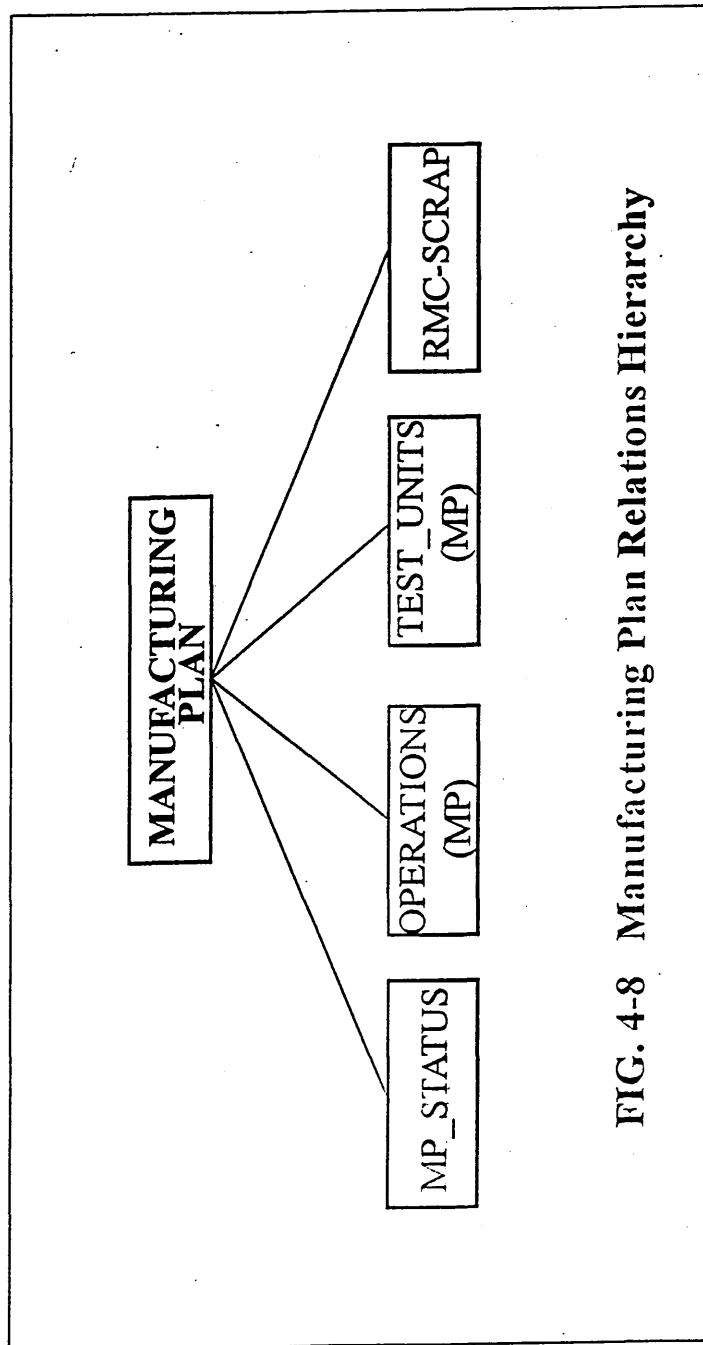 MANUFACTURING
PLAN
MP_STATUS
OPERATIONS
(MP)
TEST_UNITS
(MP)
RMC-SCRAP
FIG. 4-8 Manufacturing Plan Relations Hierarchy